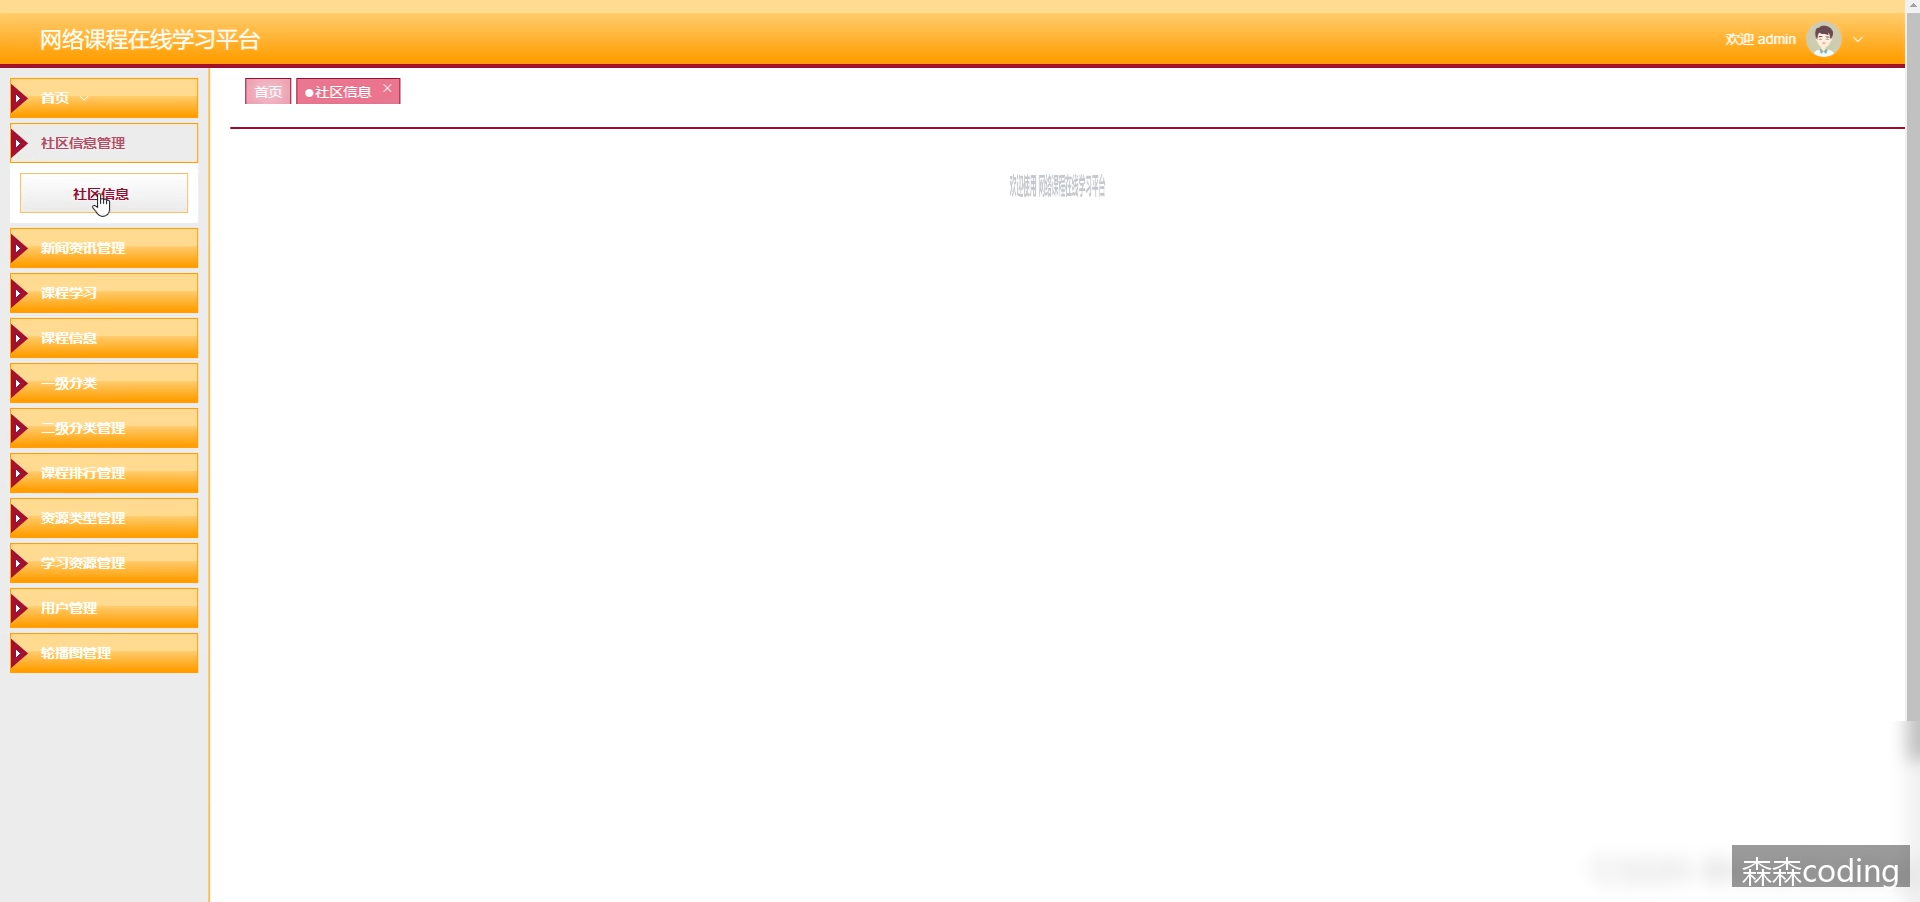 网络课程在线学习平台
欢迎 admin
首页
社区信息管理
社区信息
新闻资讯管理
课程学习
课程信息
一级分类
二级分类管理
课程排行管理
资源类型管理
学习资源管理
用户管理
轮播图管理
首页
●社区信息 ×
欢迎使用 网络课程在线学习平台
森森coding